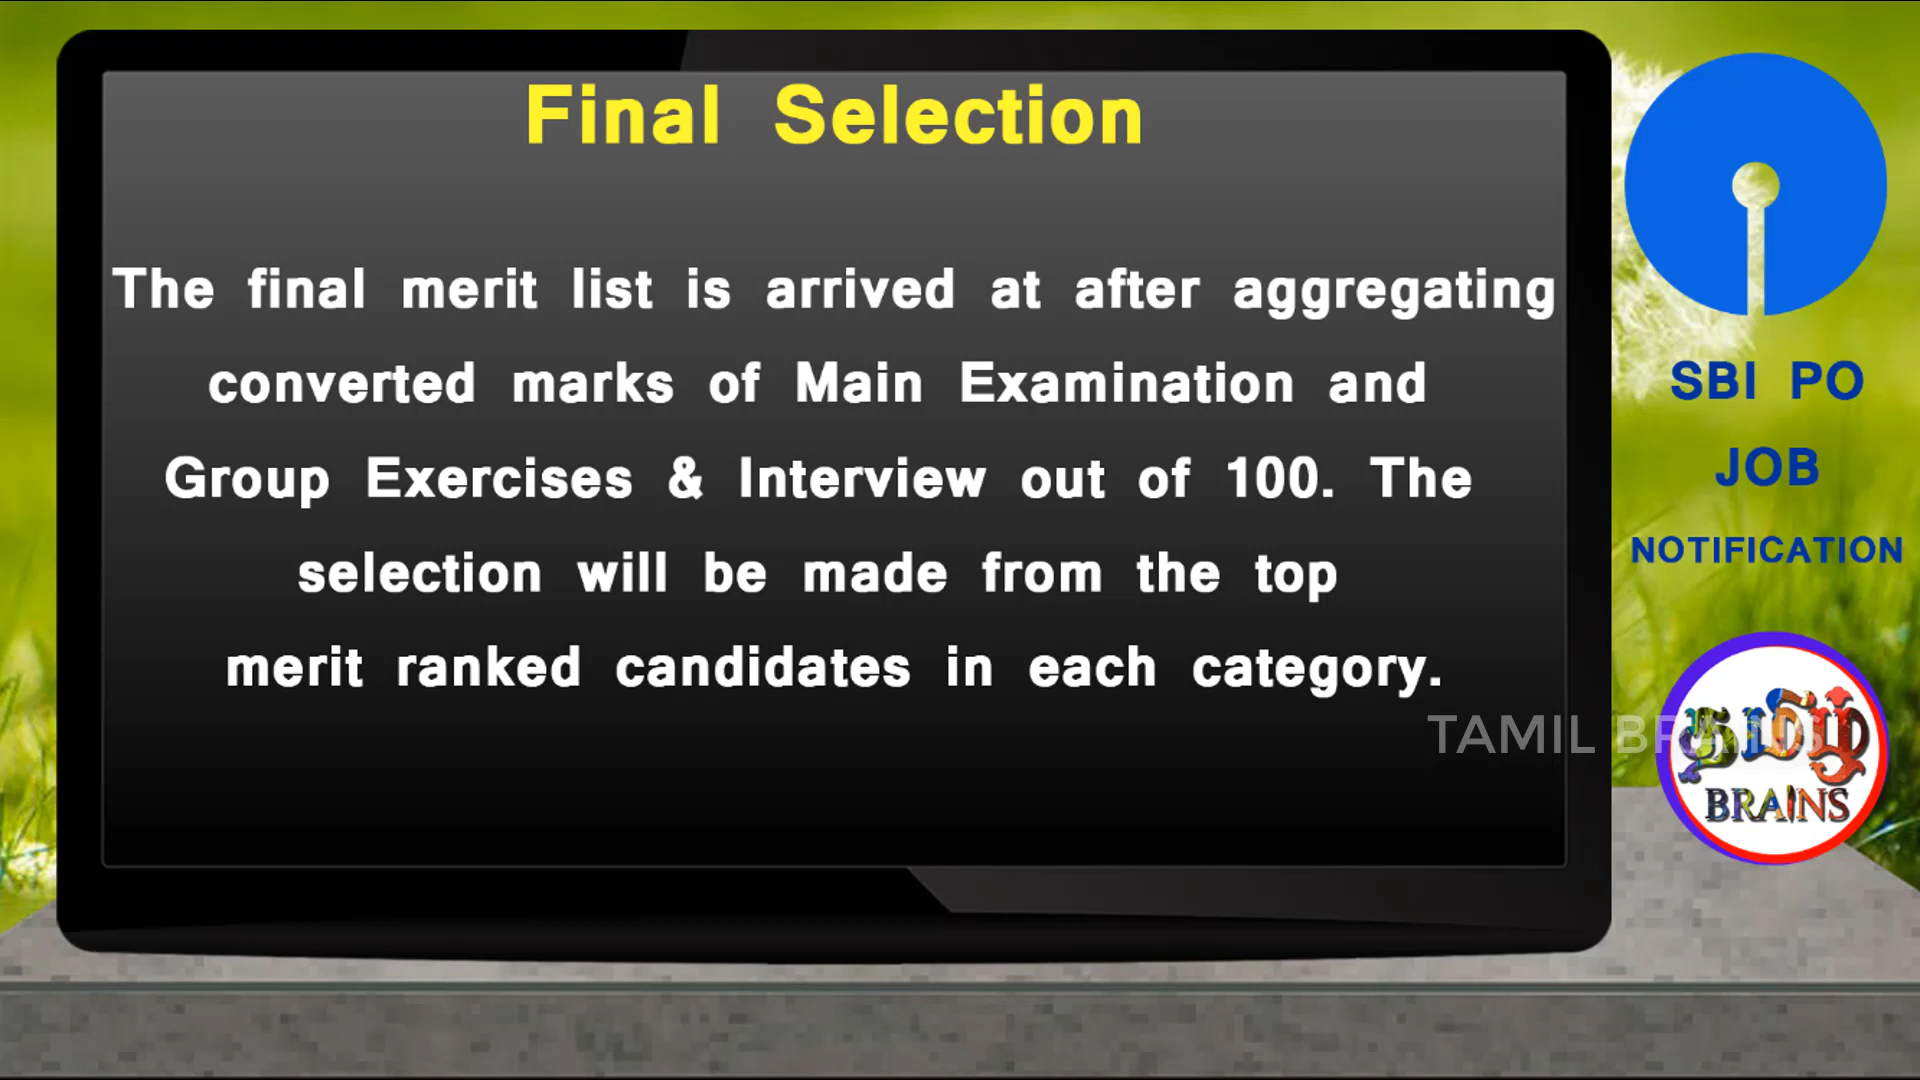 Final Selection
The final merit list is arrived at after aggregating
converted marks of Main Examination and
Group Exercises & Interview out of 100. The
selection will be made from the top
merit ranked candidates in each category.
SBI PO
JOB
NOTIFICATION
TAMIL BRAINS
தமிழ்
BRAINS